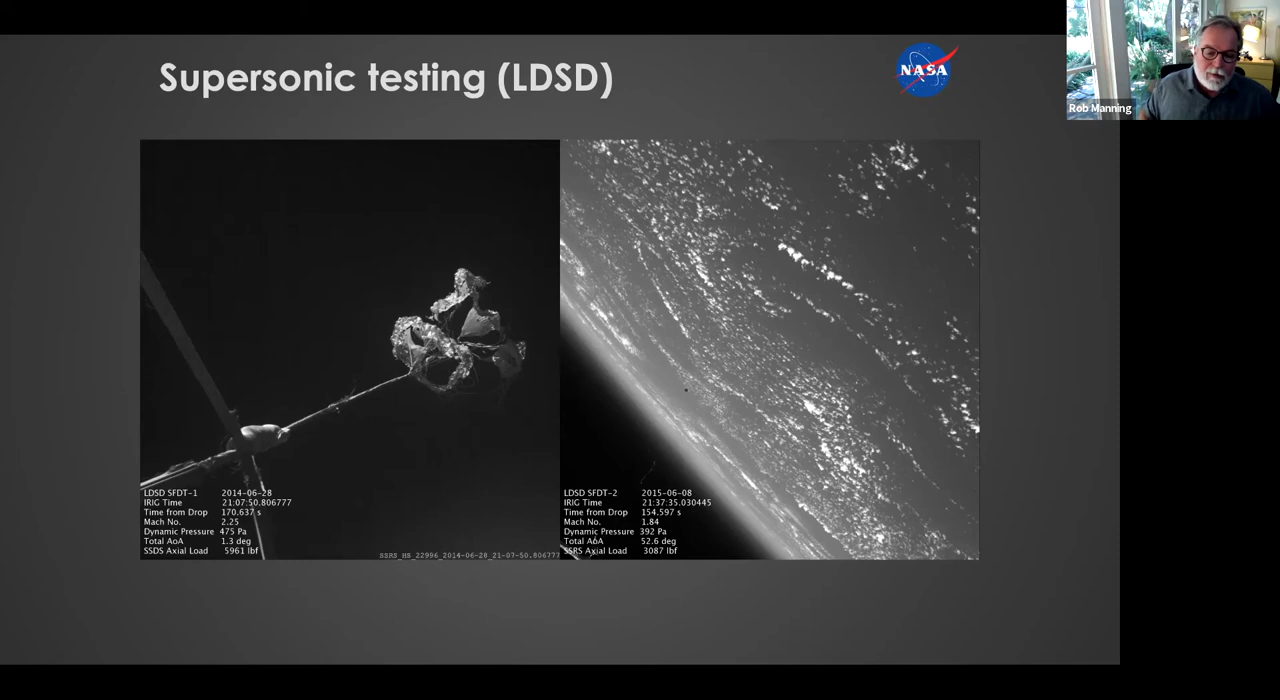 Supersonic testing (LDSD)
NASA
Rob Manning
LDSD SFDT-1 2014-06-28
IRIG Time 21:07:50.806777
Time from Drop 170.637 s
Mach No. 2.25
Dynamic Pressure 475 Pa
Total AoA 1.3 deg
SSDS Axial Load 5961 lbf
SSRS_HS_22996_2014-06-28_21-07-50.806777
LDSD SFDT-2 2015-06-08
IRIG Time 21:37:35.030445
Time from Drop 154.597 s
Mach No. 1.84
Dynamic Pressure 392 Pa
Total AoA 52.6 deg
SSRS Axial Load 3087 lbf